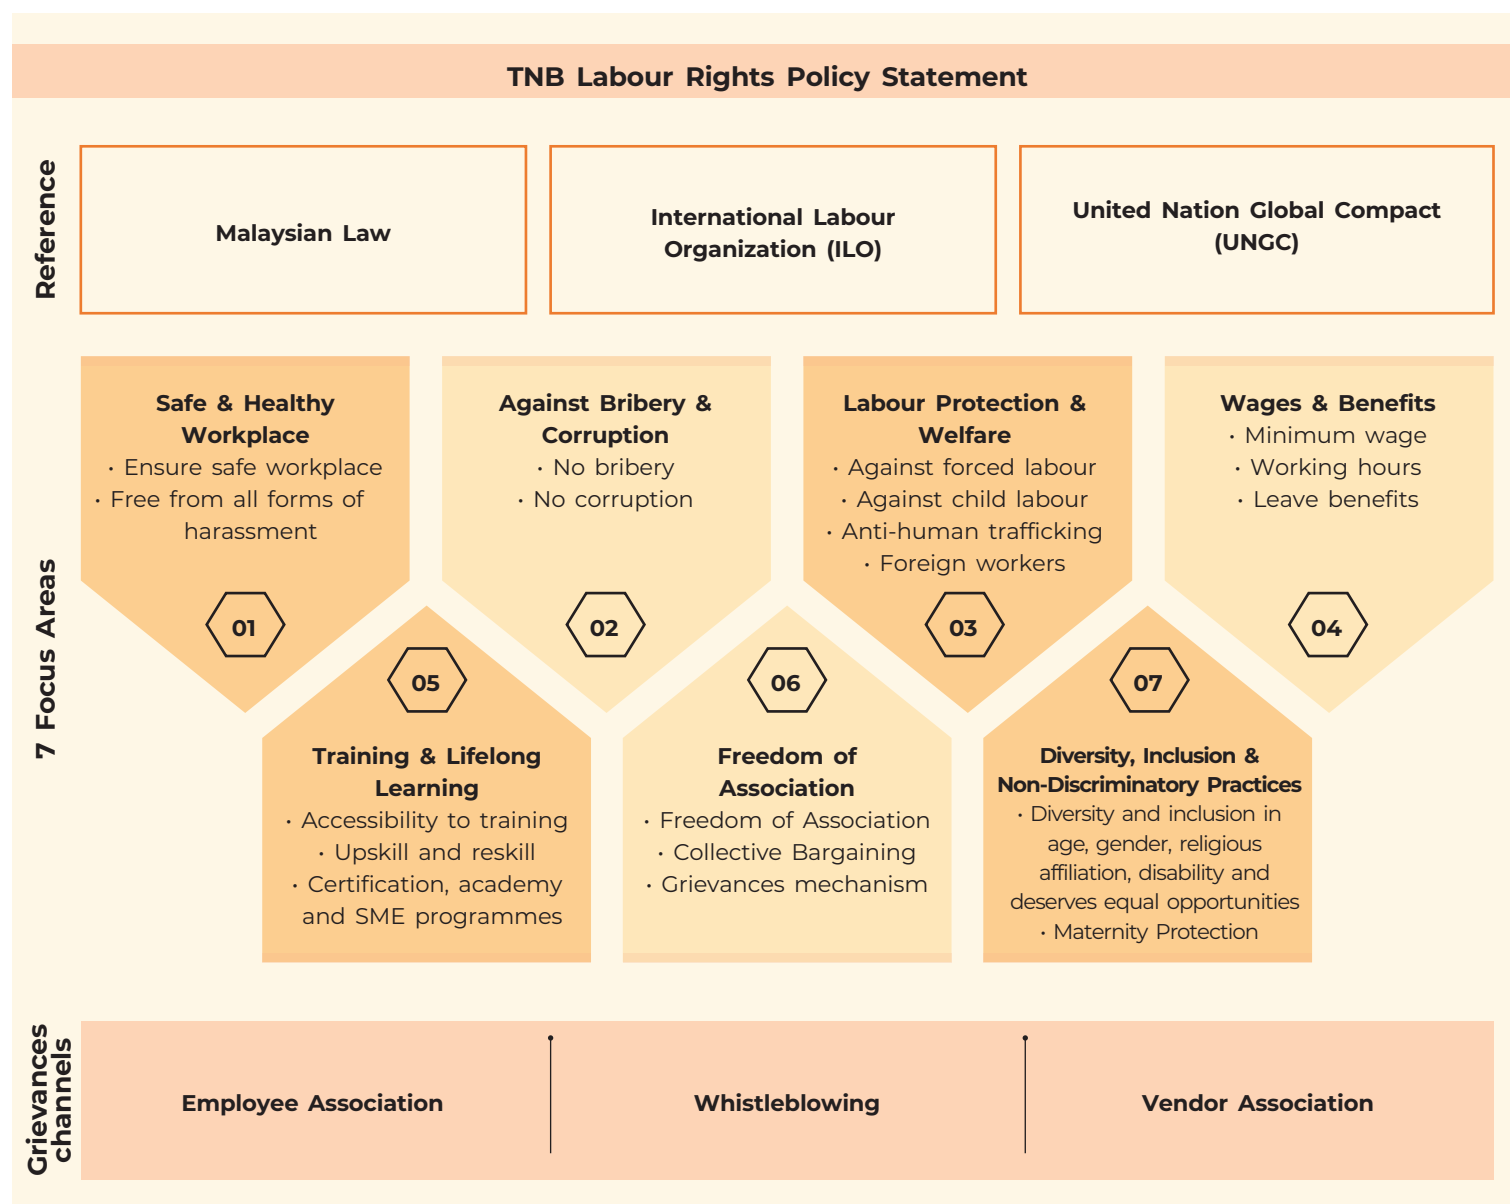 TNB Labour Rights Policy Statement
Reference
Malaysian Law
International Labour
Organization (ILO)
United Nation Global Compact
(UNGC)
7 Focus Areas
Safe & Healthy
Workplace
· Ensure safe workplace
· Free from all forms of
harassment
01
Against Bribery &
Corruption
· No bribery
· No corruption
02
Labour Protection &
Welfare
· Against forced labour
· Against child labour
· Anti-human trafficking
· Foreign workers
03
Wages & Benefits
· Minimum wage
· Working hours
· Leave benefits
04
05
Training & Lifelong
Learning
· Accessibility to training
· Upskill and reskill
· Certification, academy
and SME programmes
06
Freedom of
Association
· Freedom of Association
· Collective Bargaining
· Grievances mechanism
07
Diversity, Inclusion &
Non-Discriminatory Practices
· Diversity and inclusion in
age, gender, religious
affiliation, disability and
deserves equal opportunities
· Maternity Protection
Grievances
channels
Employee Association
Whistleblowing
Vendor Association